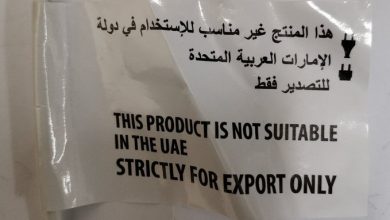 هذا المنتج غير مناسب للإستخدام في دولة
الإمارات العربية المتحدة
للتصدير فقط
THIS PRODUCT IS NOT SUITABLE
IN THE UAE
STRICTLY FOR EXPORT ONLY